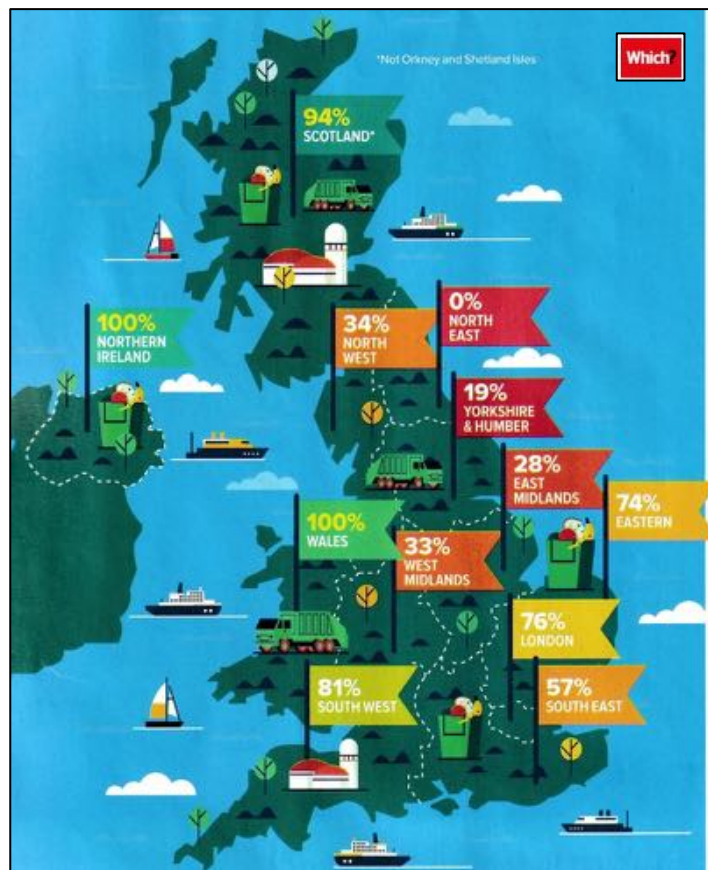 *Not Orkney and Shetland Isles
Which?
94%
SCOTLAND*
0%
NORTH
EAST
100%
NORTHERN
IRELAND
34%
NORTH
WEST
19%
YORKSHIRE
& HUMBER
28%
EAST
MIDLANDS
74%
EASTERN
100%
WALES
33%
WEST
MIDLANDS
76%
LONDON
81%
SOUTH WEST
57%
SOUTH EAST